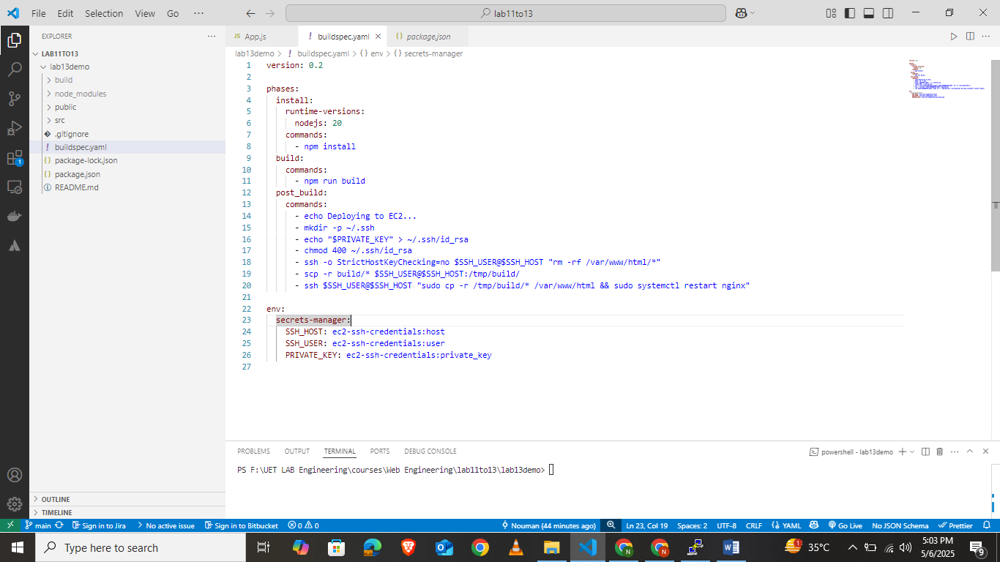 File Edit Selection View Go ⋯
lab11to13
EXPLORER
LAB11TO13
lab13demo
build
node_modules
public
src
.gitignore
buildspec.yaml
package-lock.json
package.json
README.md
OUTLINE
TIMELINE
JS App.js
! buildspec.yaml
{} package.json
lab13demo > ! buildspec.yaml > {} env > {} secrets-manager
1 version: 0.2
2
3 phases:
4 install:
5 runtime-versions:
6 nodejs: 20
7 commands:
8 - npm install
9 build:
10 commands:
11 - npm run build
12 post_build:
13 commands:
14 - echo Deploying to EC2...
15 - mkdir -p ~/.ssh
16 - echo "$PRIVATE_KEY" > ~/.ssh/id_rsa
17 - chmod 400 ~/.ssh/id_rsa
18 - ssh -o StrictHostKeyChecking=no $SSH_USER@$SSH_HOST "rm -rf /var/www/html/*"
19 - scp -r build/* $SSH_USER@$SSH_HOST:/tmp/build/
20 - ssh $SSH_USER@$SSH_HOST "sudo cp -r /tmp/build/* /var/www/html && sudo systemctl restart nginx"
21
22 env:
23 secrets-manager:
24 SSH_HOST: ec2-ssh-credentials:host
25 SSH_USER: ec2-ssh-credentials:user
26 PRIVATE_KEY: ec2-ssh-credentials:private_key
27
PROBLEMS OUTPUT TERMINAL PORTS DEBUG CONSOLE
powershell - lab13demo
PS F:\UET LAB Engineering\courses\Web Engineering\lab11to13\lab13demo>
1
main Sign in to Jira No active issue Sign in to Bitbucket 0 0
Nouman (44 minutes ago) Ln 23, Col 19 Spaces: 2 UTF-8 CRLF {} YAML Go Live No JSON Schema Prettier
Type here to search
N
N
W
1
35°C
5:03 PM
5/6/2025
9